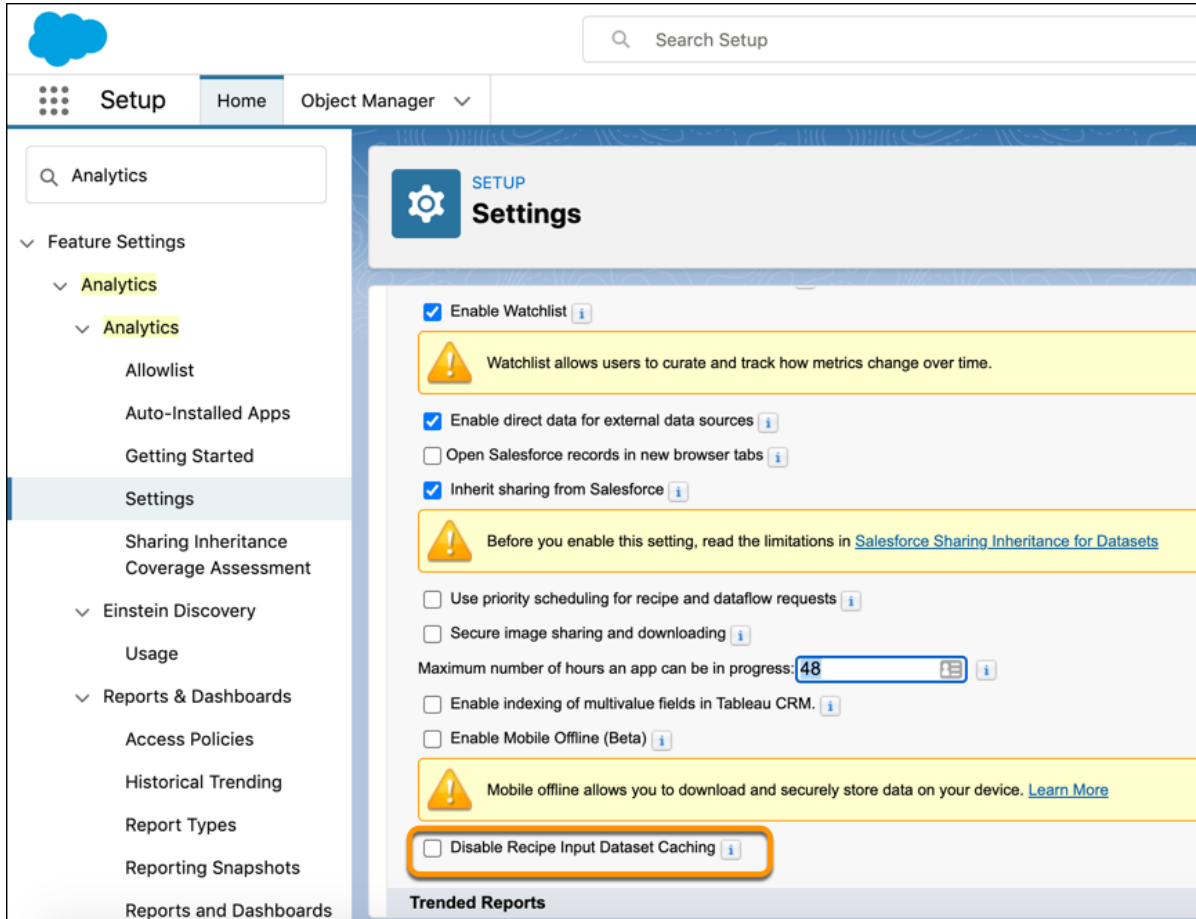 Search Setup
Setup
Home
Object Manager
Analytics
Feature Settings
Analytics
Analytics
Allowlist
Auto-Installed Apps
Getting Started
Settings
Sharing Inheritance
Coverage Assessment
Einstein Discovery
Usage
Reports & Dashboards
Access Policies
Historical Trending
Report Types
Reporting Snapshots
Reports and Dashboards
SETUP
Settings
Enable Watchlist i
Watchlist allows users to curate and track how metrics change over time.
Enable direct data for external data sources i
Open Salesforce records in new browser tabs i
Inherit sharing from Salesforce i
Before you enable this setting, read the limitations in Salesforce Sharing Inheritance for Datasets
Use priority scheduling for recipe and dataflow requests i
Secure image sharing and downloading i
Maximum number of hours an app can be in progress: 48 i
Enable indexing of multivalue fields in Tableau CRM. i
Enable Mobile Offline (Beta) i
Mobile offline allows you to download and securely store data on your device. Learn More
Disable Recipe Input Dataset Caching i
Trended Reports